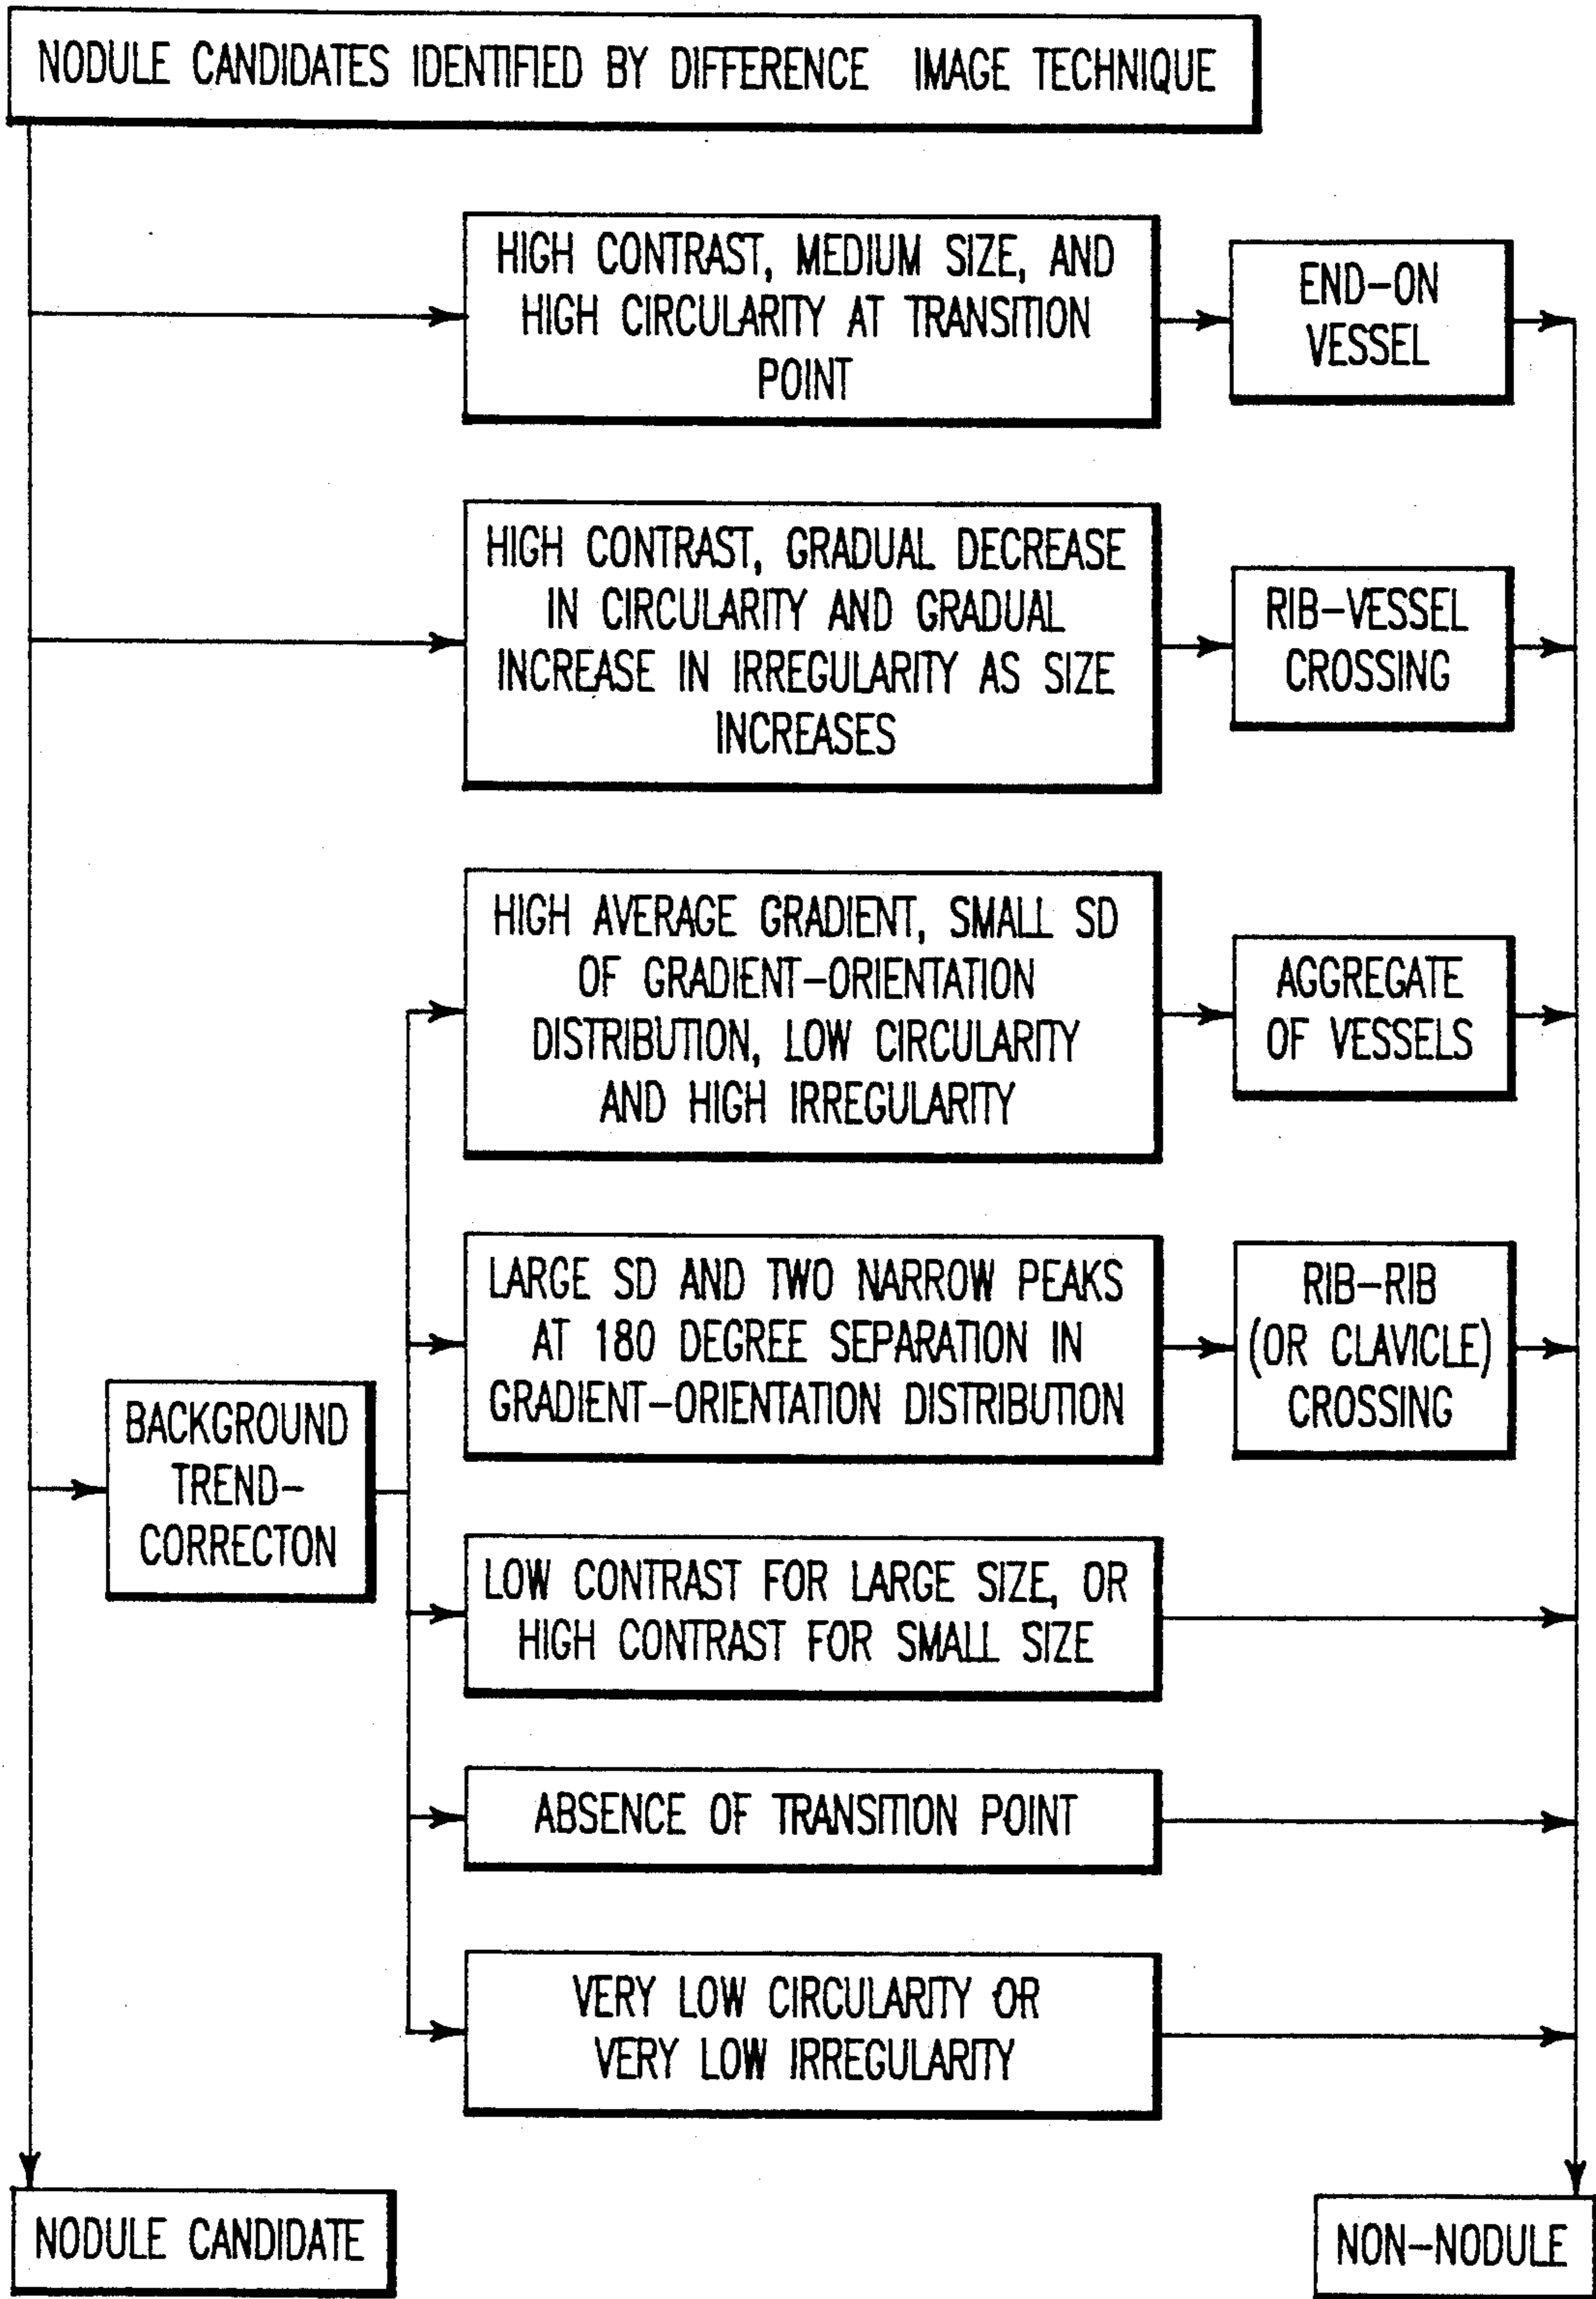 NODULE CANDIDATES IDENTIFIED BY DIFFERENCE IMAGE TECHNIQUE
HIGH CONTRAST, MEDIUM SIZE, AND
HIGH CIRCULARITY AT TRANSITION
POINT
END-ON
VESSEL
HIGH CONTRAST, GRADUAL DECREASE
IN CIRCULARITY AND GRADUAL
INCREASE IN IRREGULARITY AS SIZE
INCREASES
RIB-VESSEL
CROSSING
HIGH AVERAGE GRADIENT, SMALL SD
OF GRADIENT-ORIENTATION
DISTRIBUTION, LOW CIRCULARITY
AND HIGH IRREGULARITY
AGGREGATE
OF VESSELS
LARGE SD AND TWO NARROW PEAKS
AT 180 DEGREE SEPARATION IN
GRADIENT-ORIENTATION DISTRIBUTION
RIB-RIB
(OR CLAVICLE)
CROSSING
BACKGROUND
TREND-
CORRECTON
LOW CONTRAST FOR LARGE SIZE, OR
HIGH CONTRAST FOR SMALL SIZE
ABSENCE OF TRANSITION POINT
VERY LOW CIRCULARITY OR
VERY LOW IRREGULARITY
NODULE CANDIDATE
NON-NODULE